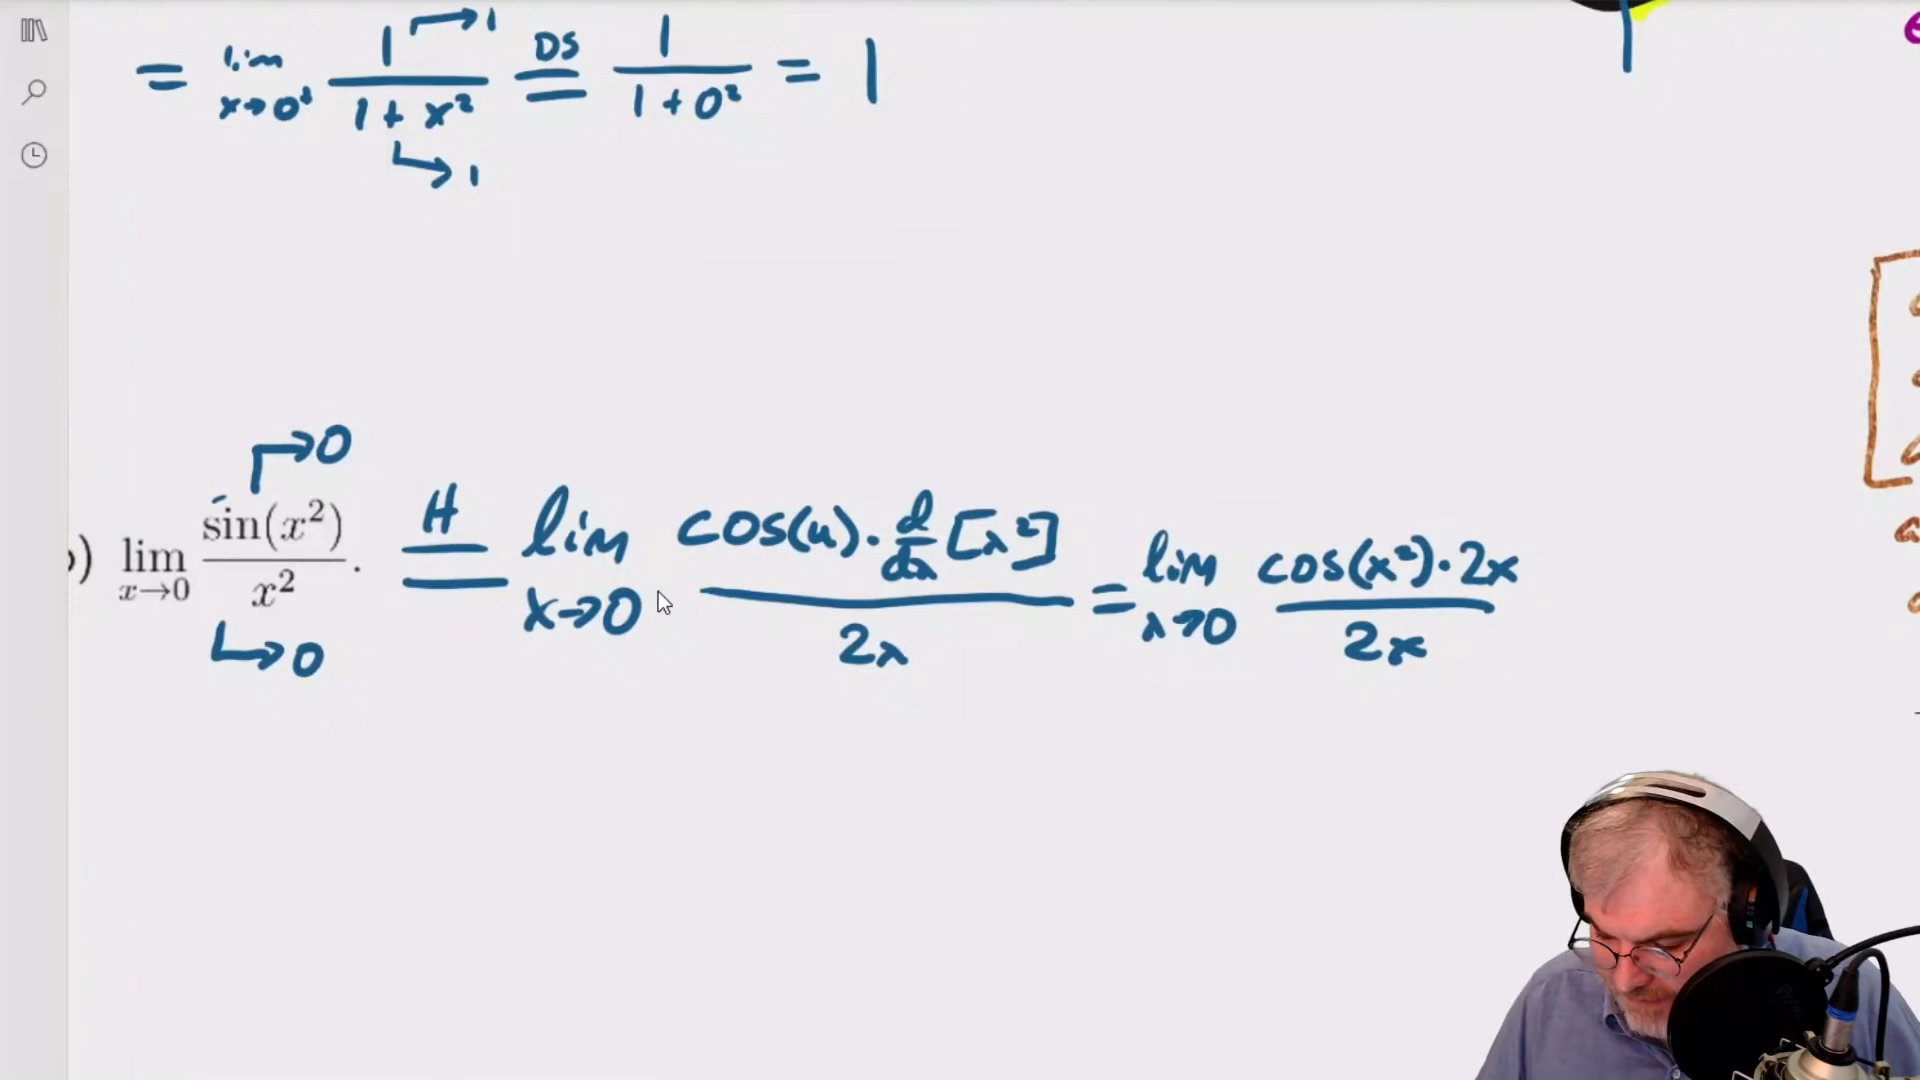 = lim x→0⁺ 1/(1 + x²) DS= 1/(1 + 0²) = 1
→1
→1
→0
) lim x→0 sin(x²)/x². H= lim x→0 cos(u)·d/dx[x²]/2x = lim x→0 cos(x²)·2x/2x
→0